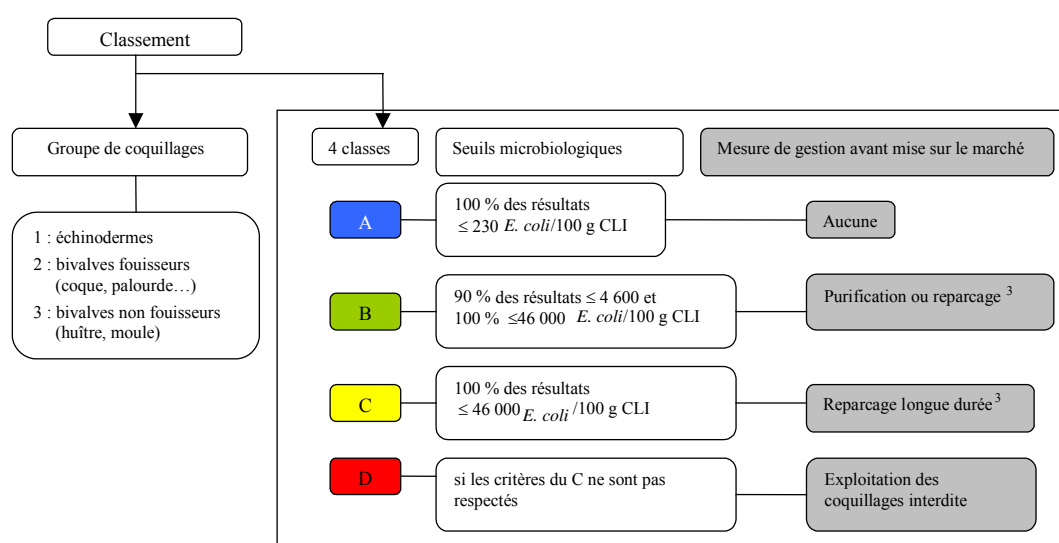 Classement
Groupe de coquillages
1 : échinodermes
2 : bivalves fouisseurs
(coque, palourde…)
3 : bivalves non fouisseurs
(huître, moule)
4 classes
Seuils microbiologiques
Mesure de gestion avant mise sur le marché
A
100 % des résultats
≤ 230 E. coli/100 g CLI
Aucune
B
90 % des résultats ≤ 4 600 et
100 % ≤46 000 E. coli/100 g CLI
Purification ou reparcage 3
C
100 % des résultats
≤ 46 000 E. coli /100 g CLI
Reparcage longue durée 3
D
si les critères du C ne sont pas
respectés
Exploitation des
coquillages interdite